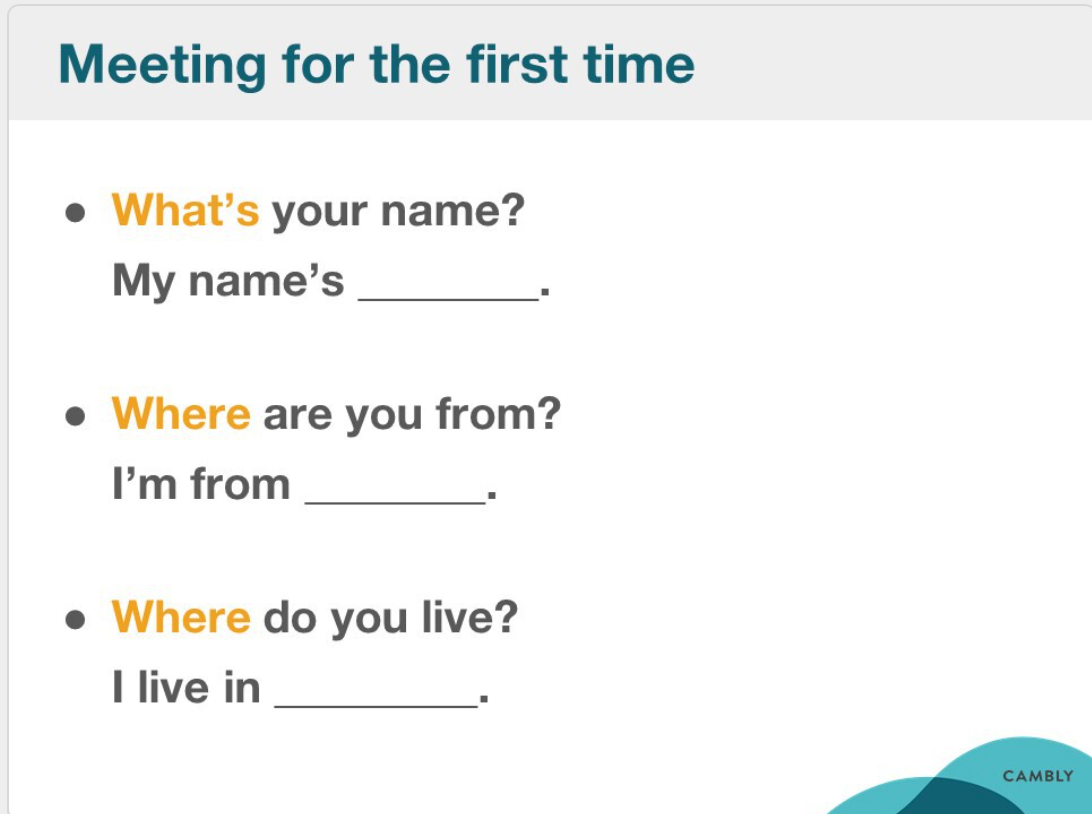 Meeting for the first time
● What’s your name?
My name’s ________.
● Where are you from?
I’m from ________.
● Where do you live?
I live in _________.
CAMBLY